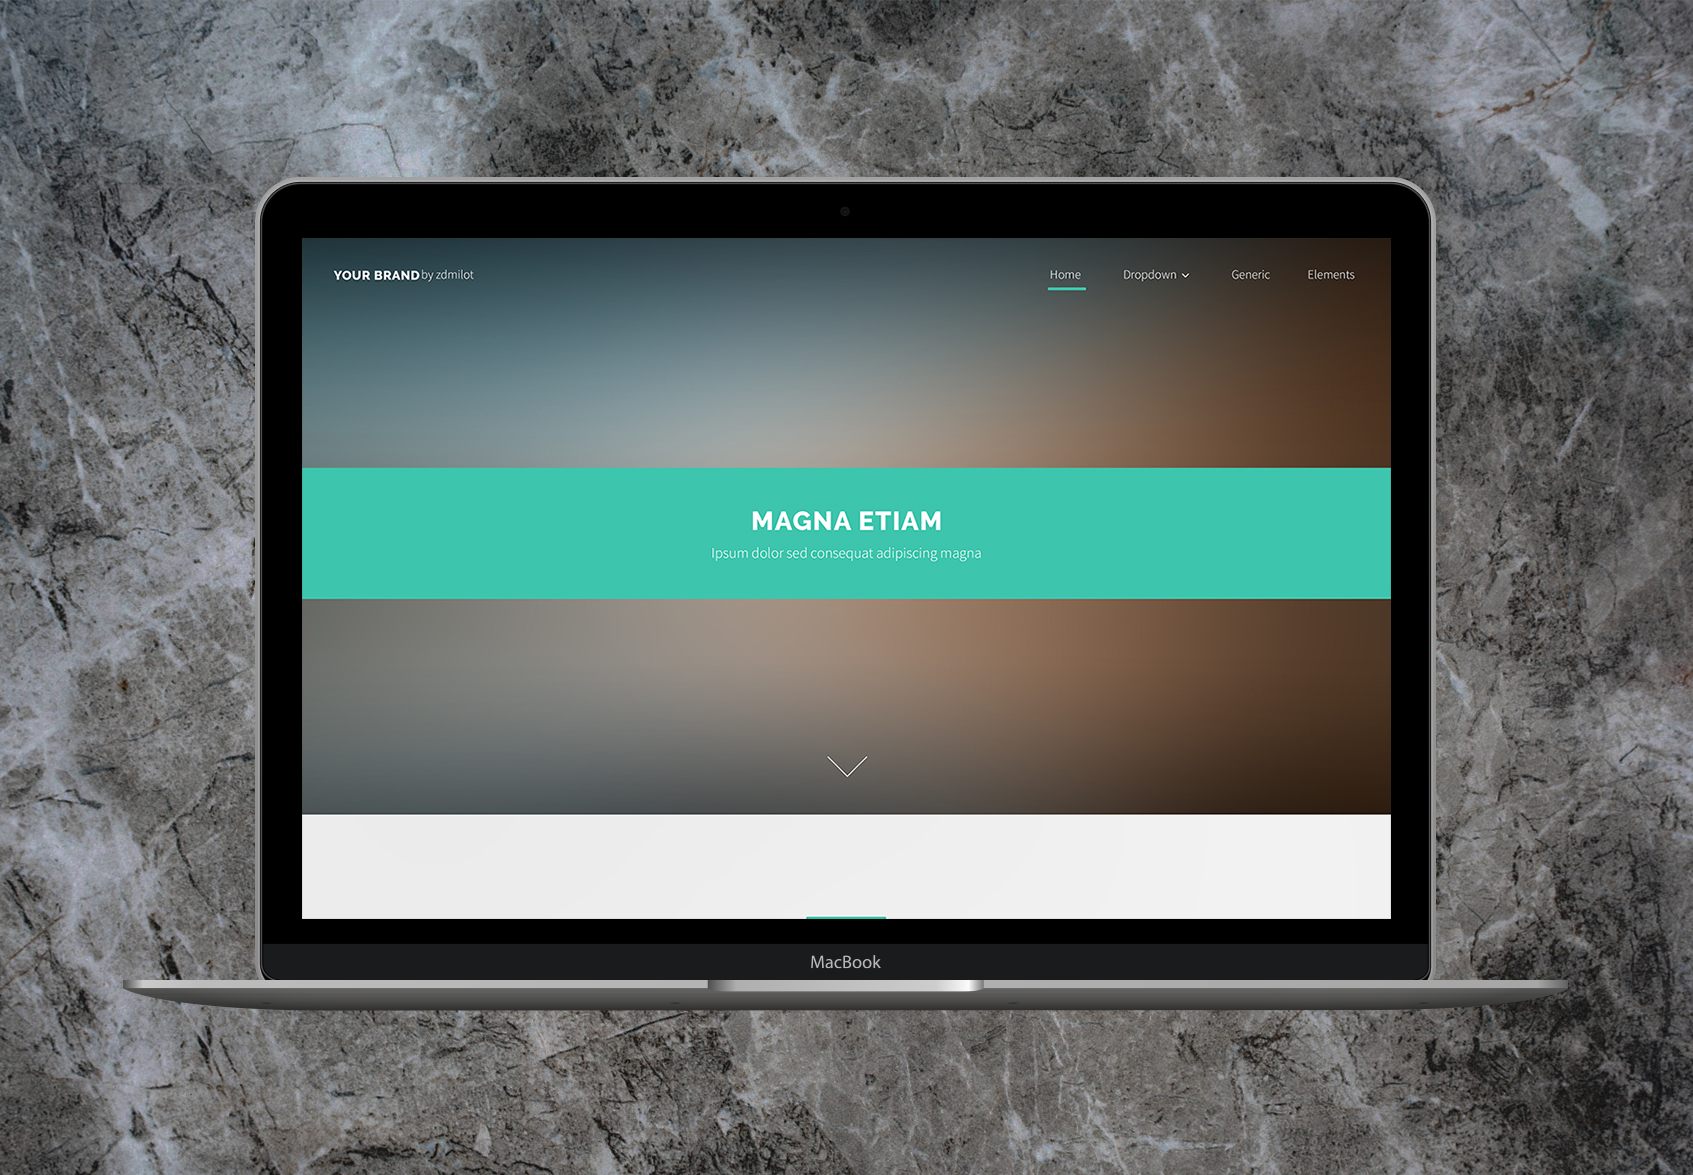 YOUR BRAND by zdmilot
Home Dropdown Generic Elements
MAGNA ETIAM
Ipsum dolor sed consequat adipiscing magna
MacBook